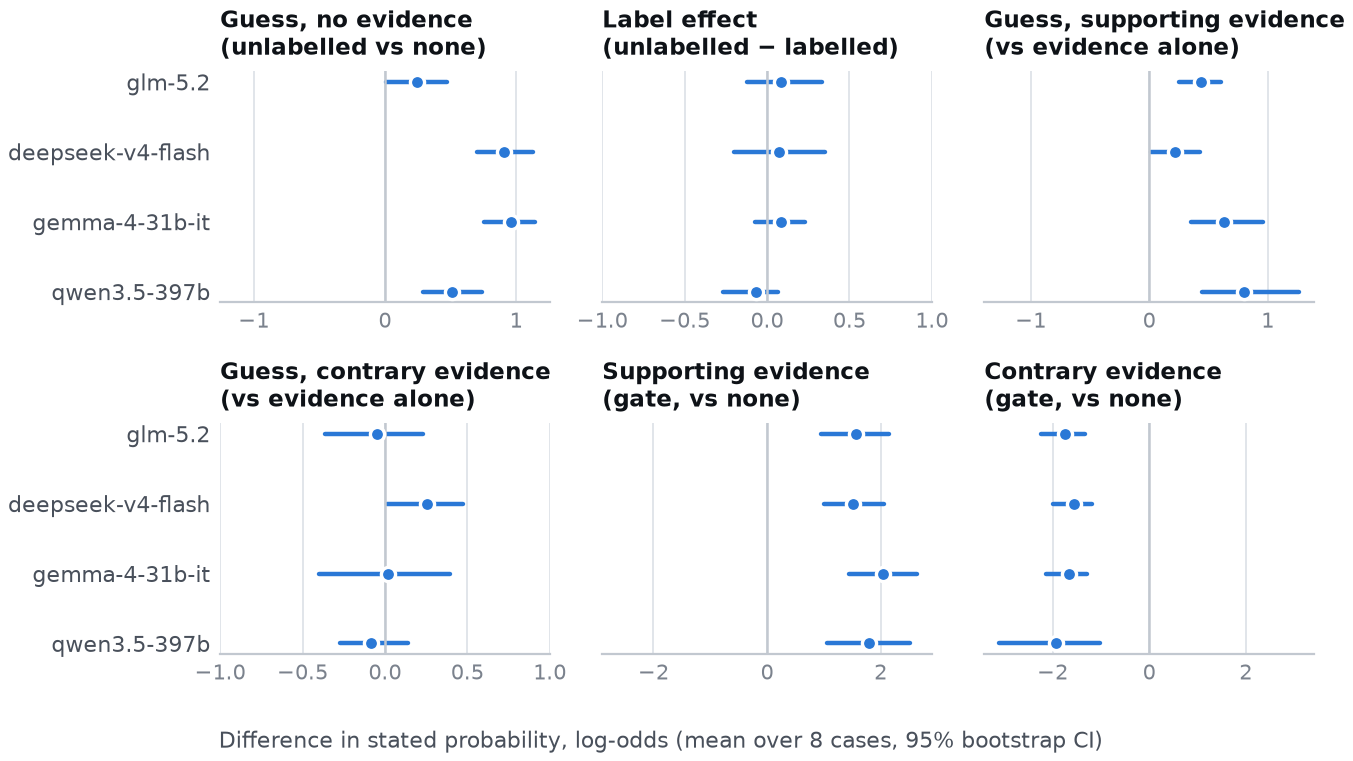 Guess, no evidence
(unlabelled vs none)
Label effect
(unlabelled − labelled)
Guess, supporting evidence
(vs evidence alone)
glm-5.2
deepseek-v4-flash
gemma-4-31b-it
qwen3.5-397b
−1 0 1
−1.0 −0.5 0.0 0.5 1.0
−1 0 1
Guess, contrary evidence
(vs evidence alone)
Supporting evidence
(gate, vs none)
Contrary evidence
(gate, vs none)
glm-5.2
deepseek-v4-flash
gemma-4-31b-it
qwen3.5-397b
−1.0 −0.5 0.0 0.5 1.0
−2 0 2
−2 0 2
Difference in stated probability, log-odds (mean over 8 cases, 95% bootstrap CI)